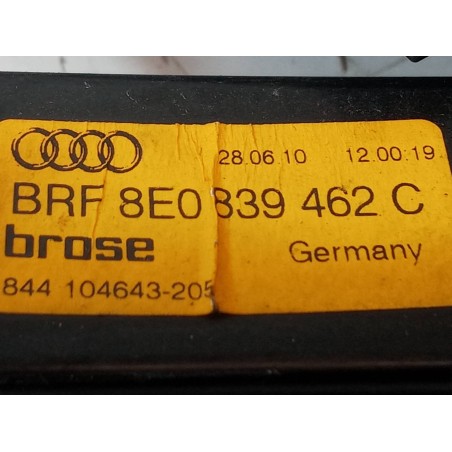 28.06.10 12.00:19
BRF 8E0 839 462 C
brose Germany
844 104643-205